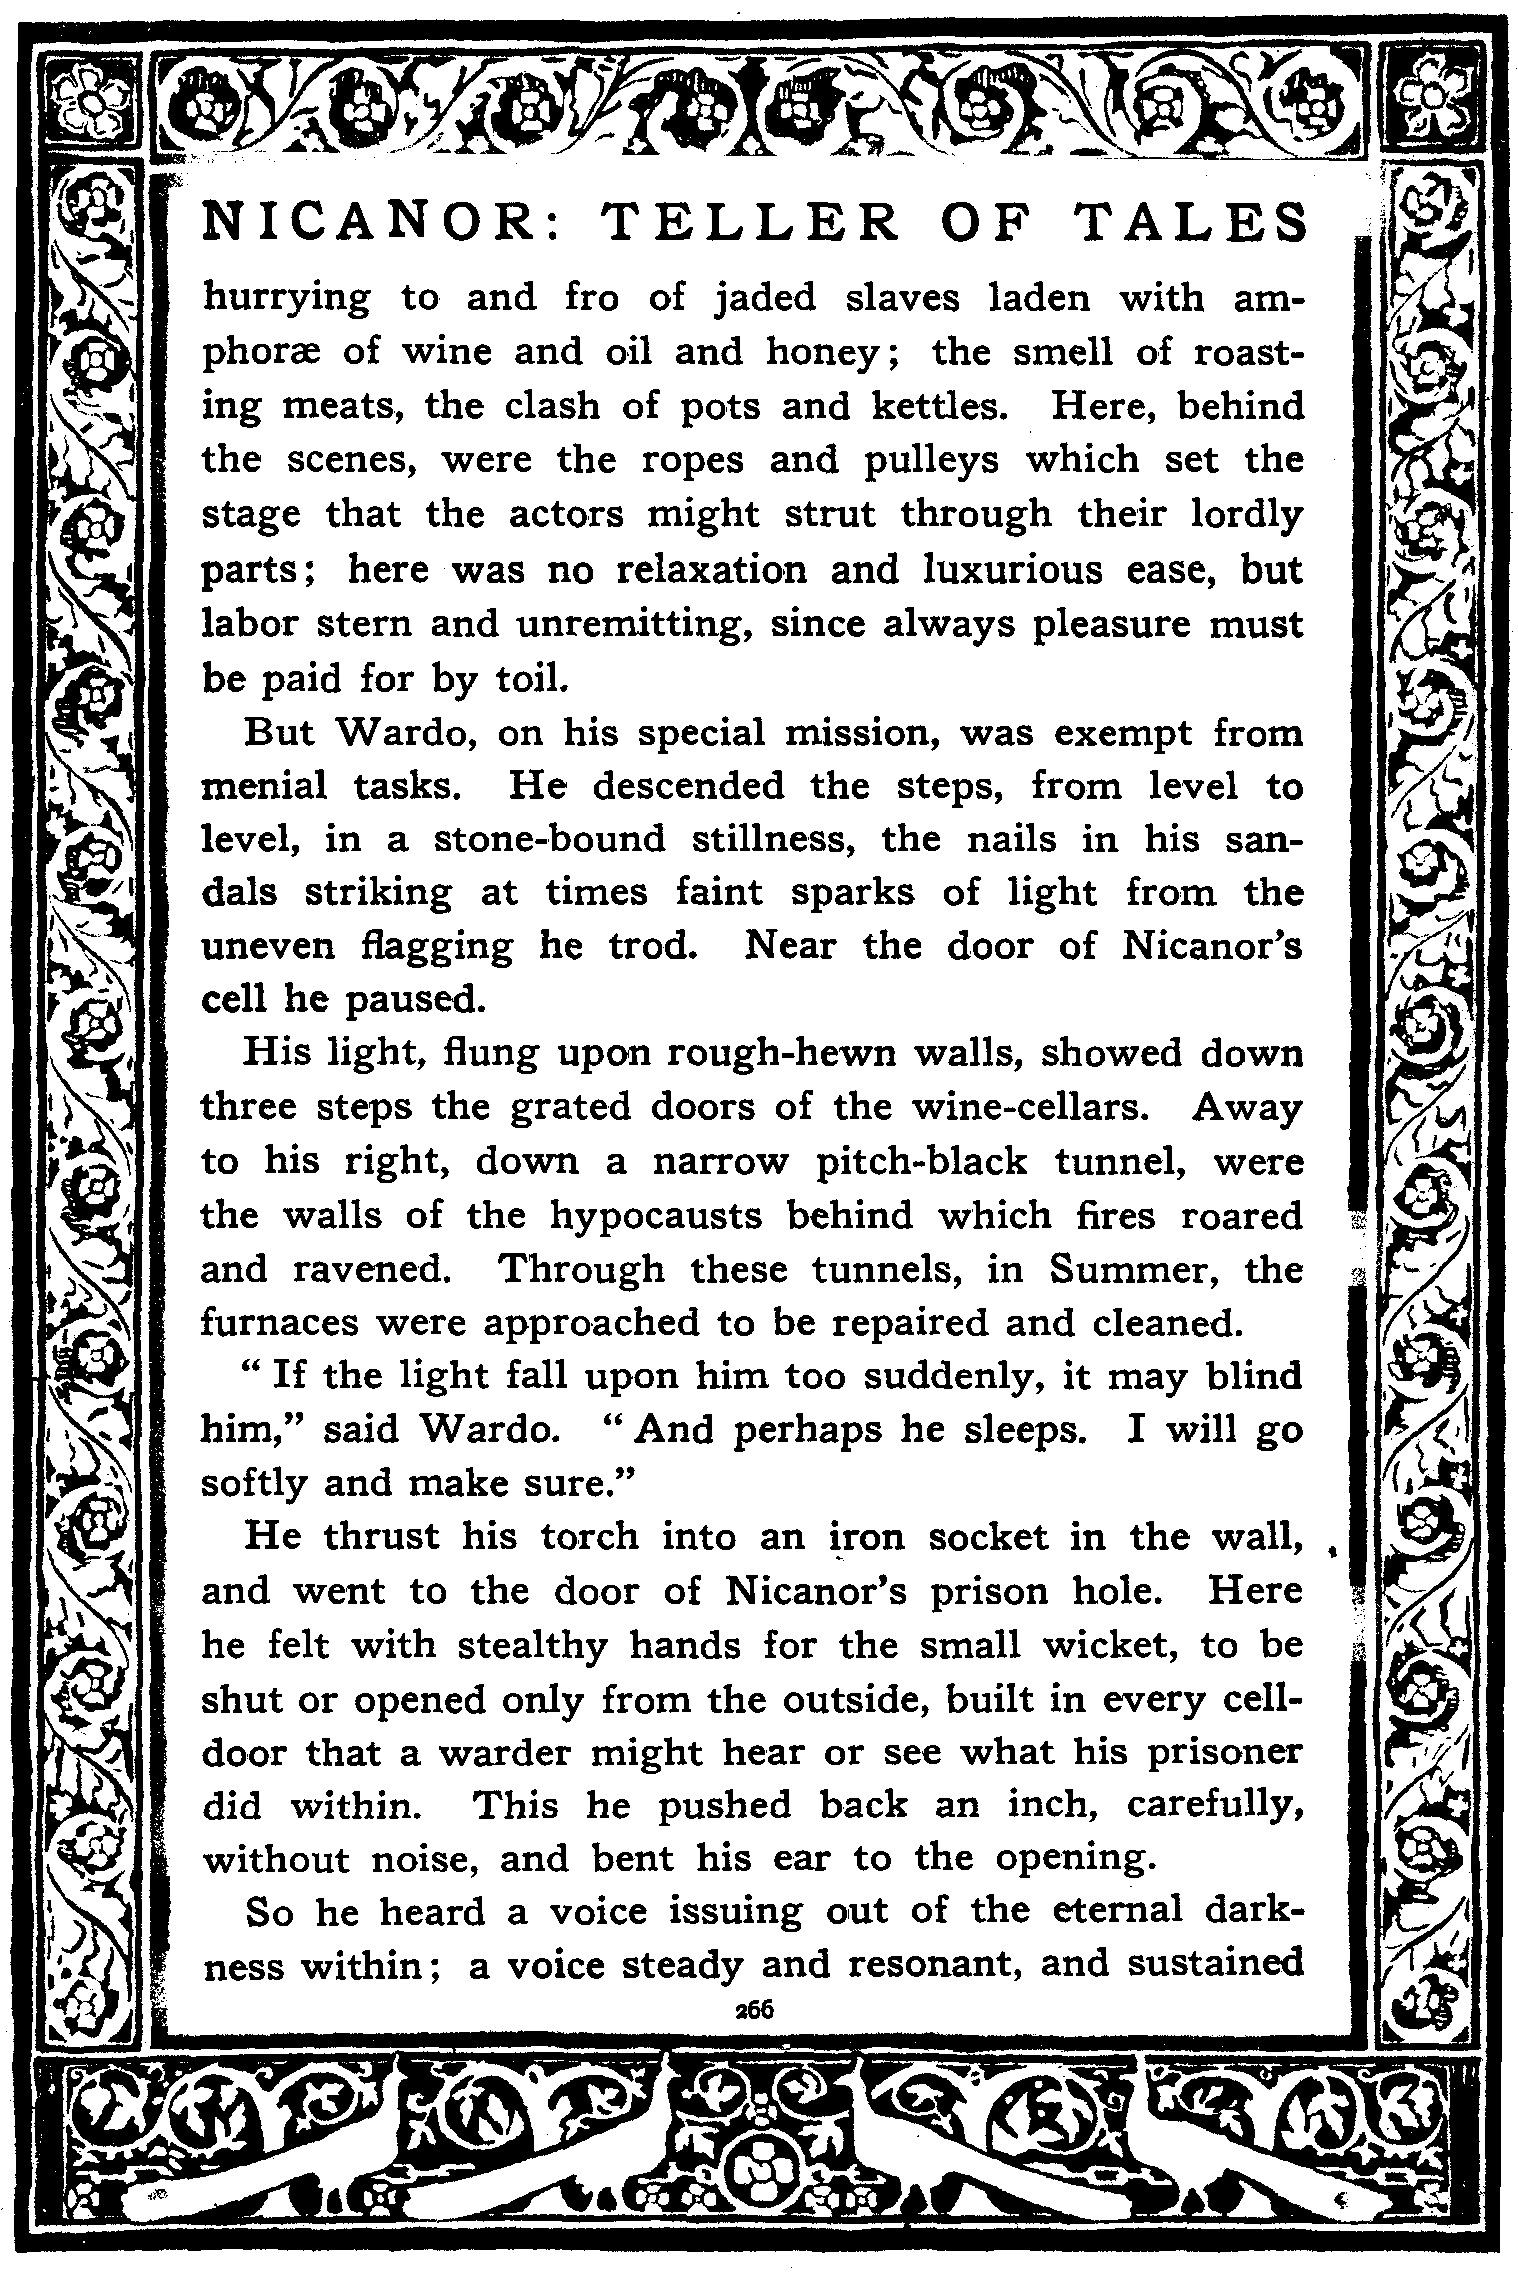 NICANOR: TELLER OF TALES
hurrying to and fro of jaded slaves laden with am-
phoræ of wine and oil and honey; the smell of roast-
ing meats, the clash of pots and kettles. Here, behind
the scenes, were the ropes and pulleys which set the
stage that the actors might strut through their lordly
parts; here was no relaxation and luxurious ease, but
labor stern and unremitting, since always pleasure must
be paid for by toil.
But Wardo, on his special mission, was exempt from
menial tasks. He descended the steps, from level to
level, in a stone-bound stillness, the nails in his san-
dals striking at times faint sparks of light from the
uneven flagging he trod. Near the door of Nicanor's
cell he paused.
His light, flung upon rough-hewn walls, showed down
three steps the grated doors of the wine-cellars. Away
to his right, down a narrow pitch-black tunnel, were
the walls of the hypocausts behind which fires roared
and ravened. Through these tunnels, in Summer, the
furnaces were approached to be repaired and cleaned.
"If the light fall upon him too suddenly, it may blind
him," said Wardo. "And perhaps he sleeps. I will go
softly and make sure."
He thrust his torch into an iron socket in the wall,
and went to the door of Nicanor's prison hole. Here
he felt with stealthy hands for the small wicket, to be
shut or opened only from the outside, built in every cell-
door that a warder might hear or see what his prisoner
did within. This he pushed back an inch, carefully,
without noise, and bent his ear to the opening.
So he heard a voice issuing out of the eternal dark-
ness within; a voice steady and resonant, and sustained
266